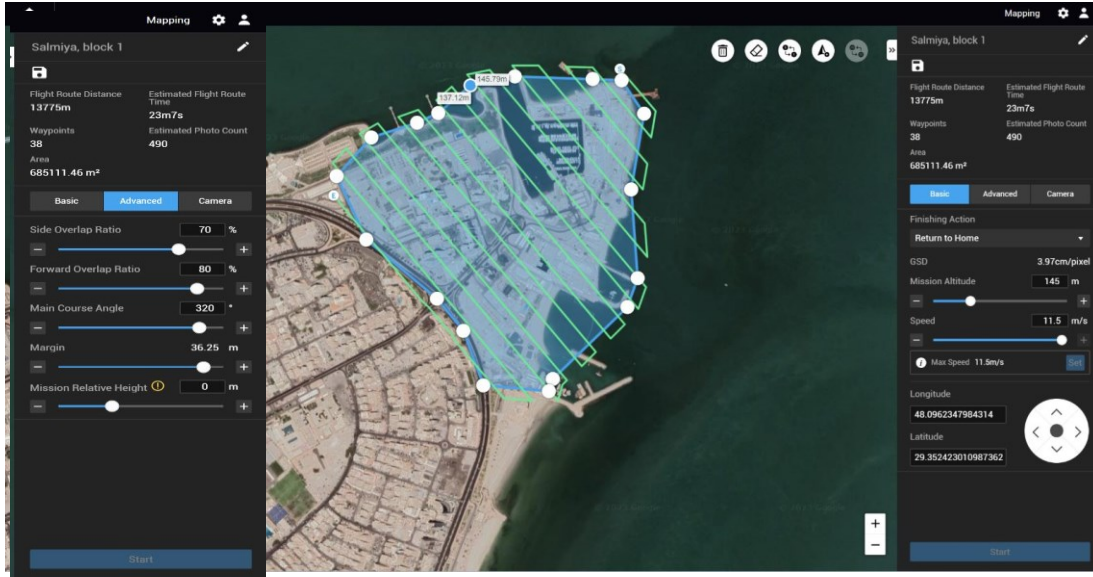 Mapping
Salmiya, block 1
Flight Route Distance
13775m
Estimated Flight Route Time
23m7s
Waypoints
38
Estimated Photo Count
490
Area
685111.46 m²
Basic Advanced Camera
Side Overlap Ratio 70 %
Forward Overlap Ratio 80 %
Main Course Angle 320 °
Margin 36.25 m
Mission Relative Height 0 m
Start
145.79m
137.12m
S
Mapping
Salmiya, block 1
Flight Route Distance
13775m
Estimated Flight Route Time
23m7s
Waypoints
38
Estimated Photo Count
490
Area
685111.46 m²
Basic Advanced Camera
Finishing Action
Return to Home
GSD 3.97cm/pixel
Mission Altitude 145 m
Speed 11.5 m/s
Max Speed 11.5m/s Set
Longitude
48.0962347984314
Latitude
29.352423010987362
Start